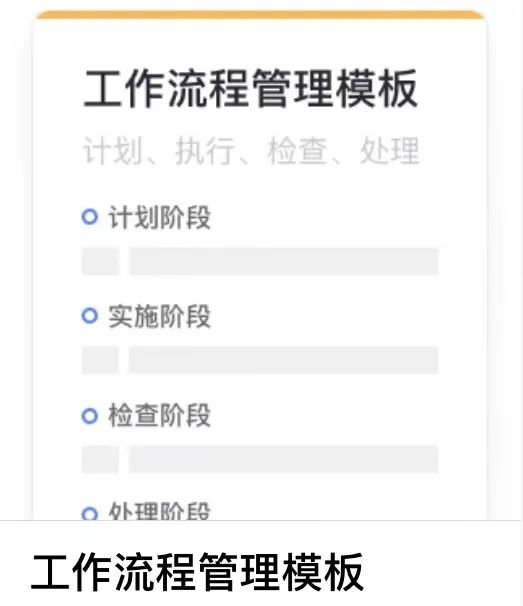 工作流程管理模板
计划、执行、检查、处理
计划阶段
实施阶段
检查阶段
处理阶段
工作流程管理模板